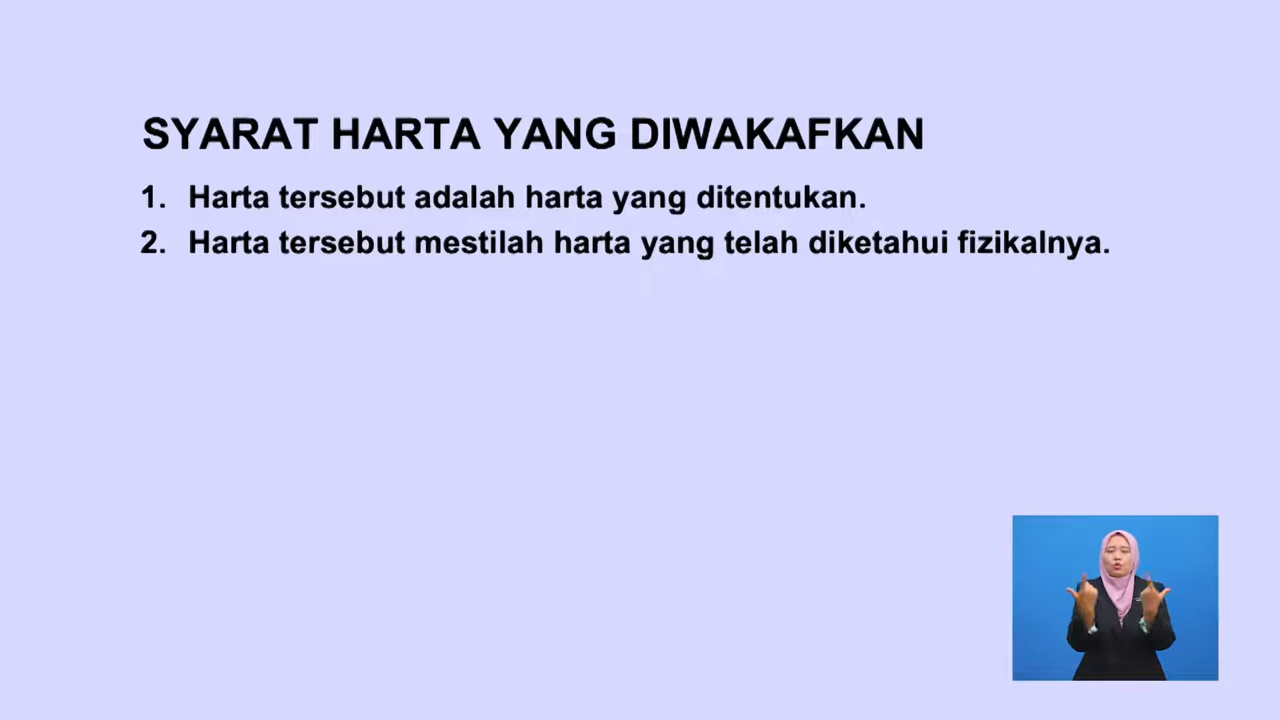 SYARAT HARTA YANG DIWAKAFKAN
1. Harta tersebut adalah harta yang ditentukan.
2. Harta tersebut mestilah harta yang telah diketahui fizikalnya.